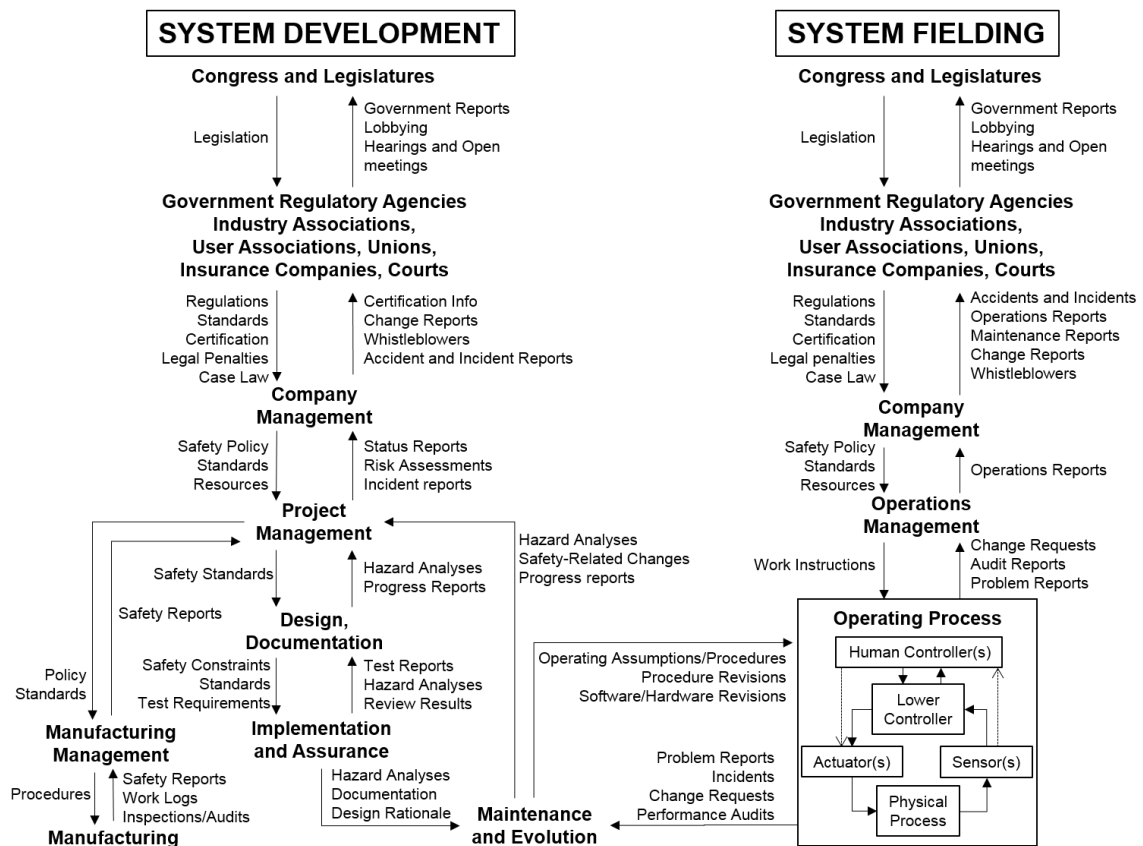 SYSTEM DEVELOPMENT
Congress and Legislatures
Legislation
Government Reports
Lobbying
Hearings and Open
meetings
Government Regulatory Agencies
Industry Associations,
User Associations, Unions,
Insurance Companies, Courts
Regulations
Standards
Certification
Legal Penalties
Case Law
Certification Info
Change Reports
Whistleblowers
Accident and Incident Reports
Company
Management
Safety Policy
Standards
Resources
Status Reports
Risk Assessments
Incident reports
Project
Management
Safety Standards
Hazard Analyses
Progress Reports
Safety Reports
Design,
Documentation
Safety Constraints
Standards
Test Requirements
Test Reports
Hazard Analyses
Review Results
Policy
Standards
Manufacturing
Management
Implementation
and Assurance
Procedures
Safety Reports
Work Logs
Inspections/Audits
Manufacturing
Hazard Analyses
Documentation
Design Rationale
Maintenance
and Evolution
Hazard Analyses
Safety-Related Changes
Progress reports
Operating Assumptions/Procedures
Procedure Revisions
Software/Hardware Revisions
Problem Reports
Incidents
Change Requests
Performance Audits
SYSTEM FIELDING
Congress and Legislatures
Legislation
Government Reports
Lobbying
Hearings and Open
meetings
Government Regulatory Agencies
Industry Associations,
User Associations, Unions,
Insurance Companies, Courts
Regulations
Standards
Certification
Legal penalties
Case Law
Accidents and Incidents
Operations Reports
Maintenance Reports
Change Reports
Whistleblowers
Company
Management
Safety Policy
Standards
Resources
Operations Reports
Operations
Management
Work Instructions
Change Requests
Audit Reports
Problem Reports
Operating Process
Human Controller(s)
Lower
Controller
Actuator(s)
Sensor(s)
Physical
Process